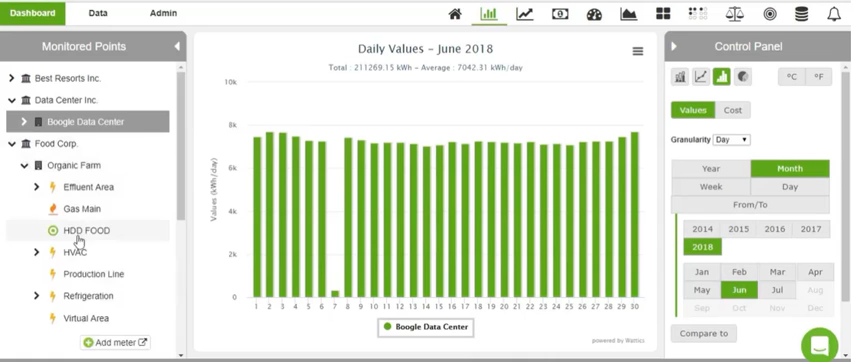 Dashboard Data Admin
Monitored Points
Best Resorts Inc.
Data Center Inc.
Boogle Data Center
Food Corp.
Organic Farm
Effluent Area
Gas Main
HDD FOOD
HVAC
Production Line
Refrigeration
Virtual Area
Add meter
Daily Values - June 2018
Total : 211269.15 kWh - Average : 7042.31 kWh/day
Values (kWh/day)
10k
8k
6k
4k
2k
0
1 2 3 4 5 6 7 8 9 10 11 12 13 14 15 16 17 18 19 20 21 22 23 24 25 26 27 28 29 30
Boogle Data Center
powered by Wattics
Control Panel
°C °F
Values Cost
Granularity Day
Year Month
Week Day
From/To
2014 2015 2016 2017
2018
Jan Feb Mar Apr
May Jun Jul Aug
Sep Oct Nov Dec
Compare to